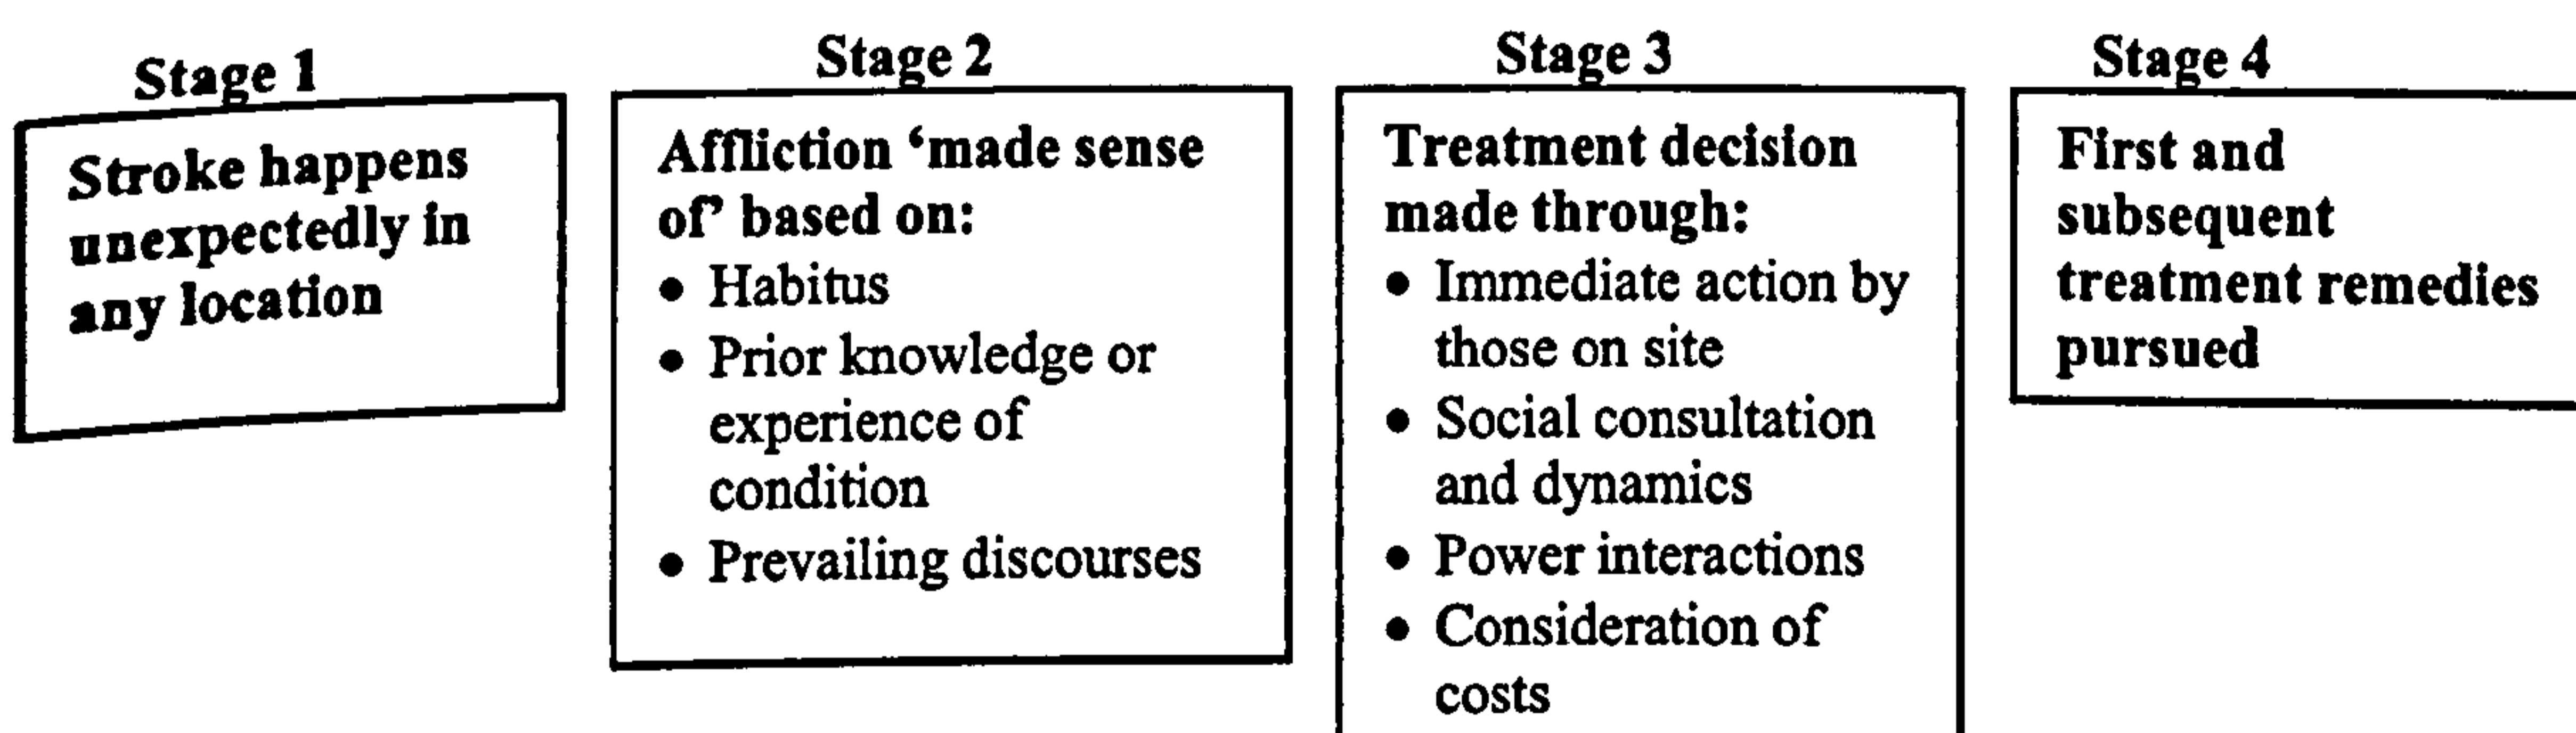 Stage 1
Stroke happens
unexpectedly in
any location
Stage 2
Affliction ‘made sense
of’ based on:
• Habitus
• Prior knowledge or
experience of
condition
• Prevailing discourses
Stage 3
Treatment decision
made through:
• Immediate action by
those on site
• Social consultation
and dynamics
• Power interactions
• Consideration of
costs
Stage 4
First and
subsequent
treatment remedies
pursued